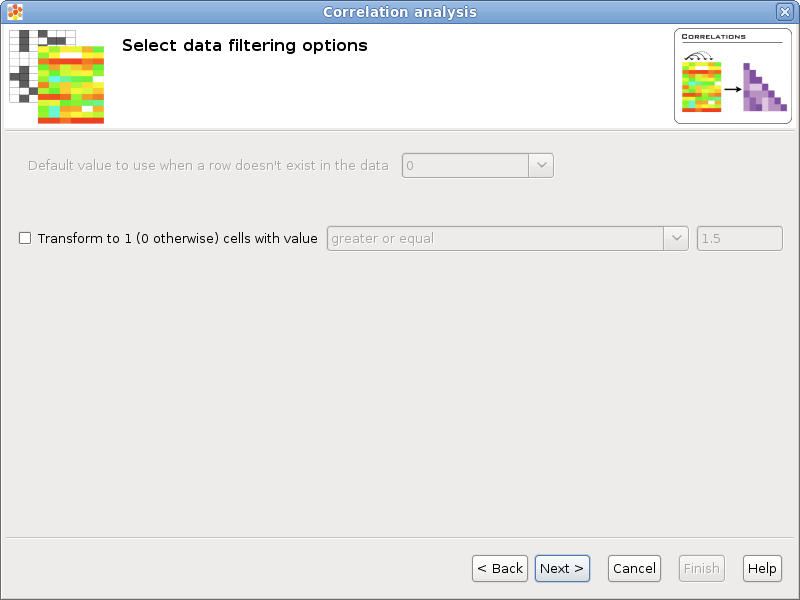 Correlation analysis
Select data filtering options
CORRELATIONS
Default value to use when a row doesn't exist in the data 0
Transform to 1 (0 otherwise) cells with value greater or equal 1.5
< Back Next > Cancel Finish Help